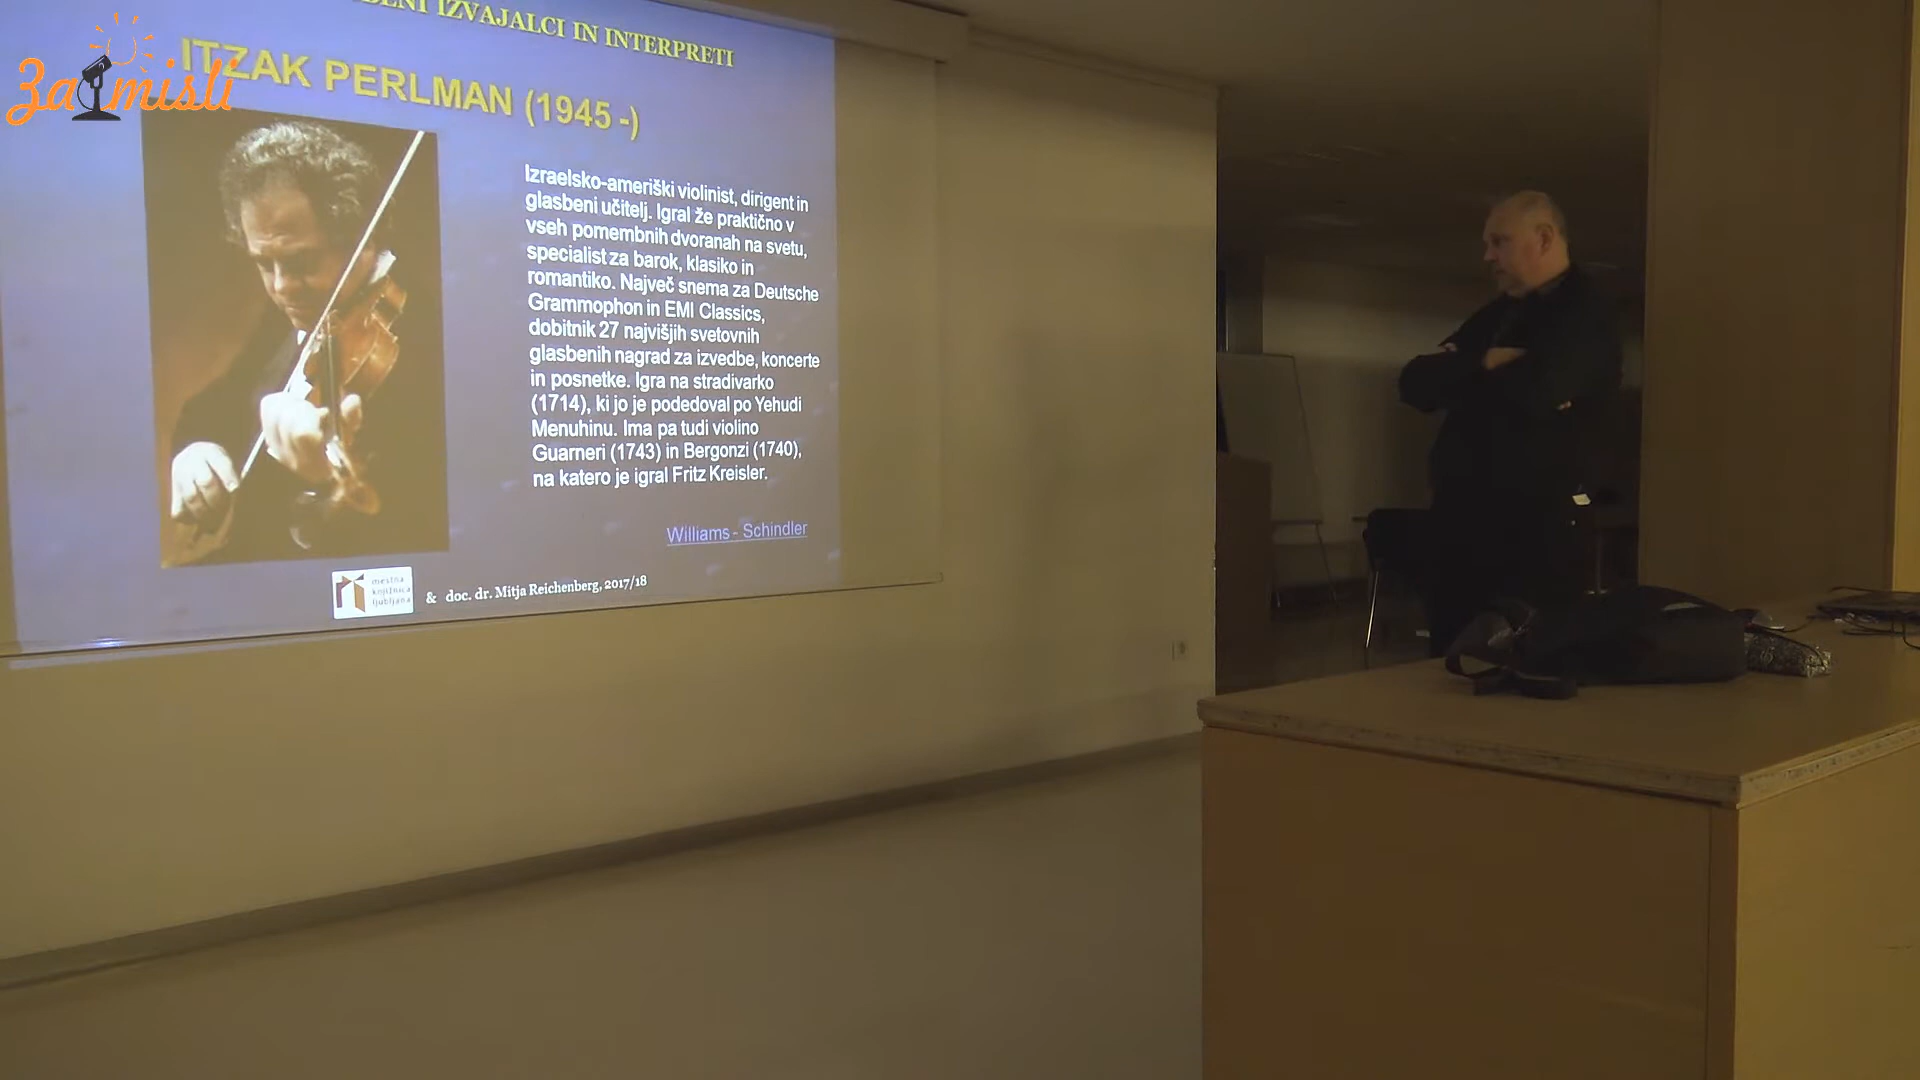 IZVAJALCI IN INTERPRETI
Zamisli
ITZAK PERLMAN (1945 -)
Izraelsko-ameriški violinist, dirigent in
glasbeni učitelj. Igral že praktično v
vseh pomembnih dvoranah na svetu,
specialist za barok, klasiko in
romantiko. Največ snema za Deutsche
Grammophon in EMI Classics,
dobitnik 27 najvišjih svetovnih
glasbenih nagrad za izvedbe, koncerte
in posnetke. Igra na stradivarko
(1714), ki jo je podedoval po Yehudi
Menuhinu. Ima pa tudi violino
Guarneri (1743) in Bergonzi (1740),
na katero je igral Fritz Kreisler.
Williams - Schindler
mestna
knjižnica
ljubljana
& doc. dr. Mitja Reichenberg, 2017/18